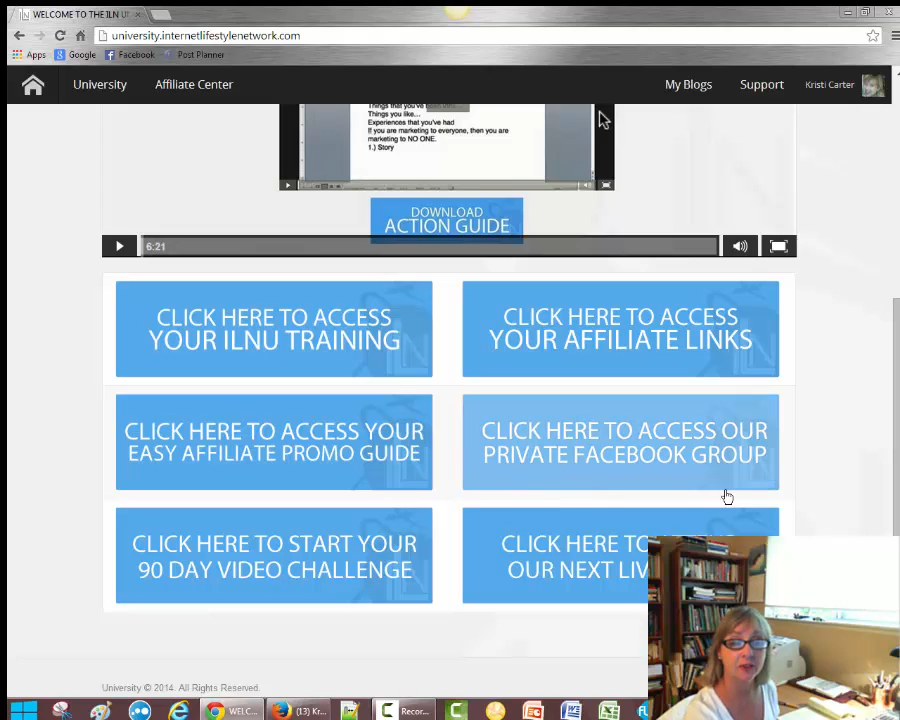 WELCOME TO THE ILN U
university.internetlifestylenetwork.com
Apps Google Facebook Post Planner
University Affiliate Center My Blogs Support Kristi Carter
Things you like...
Experiences that you've had
If you are marketing to everyone, then you are
marketing to NO ONE.
1.) Story
DOWNLOAD
ACTION GUIDE
6:21
CLICK HERE TO ACCESS
YOUR ILNU TRAINING
CLICK HERE TO ACCESS
YOUR AFFILIATE LINKS
CLICK HERE TO ACCESS YOUR
EASY AFFILIATE PROMO GUIDE
CLICK HERE TO ACCESS OUR
PRIVATE FACEBOOK GROUP
CLICK HERE TO START YOUR
90 DAY VIDEO CHALLENGE
CLICK HERE TO
OUR NEXT LIV
University © 2014. All Rights Reserved.
WELC... (13) Kr... Recor...